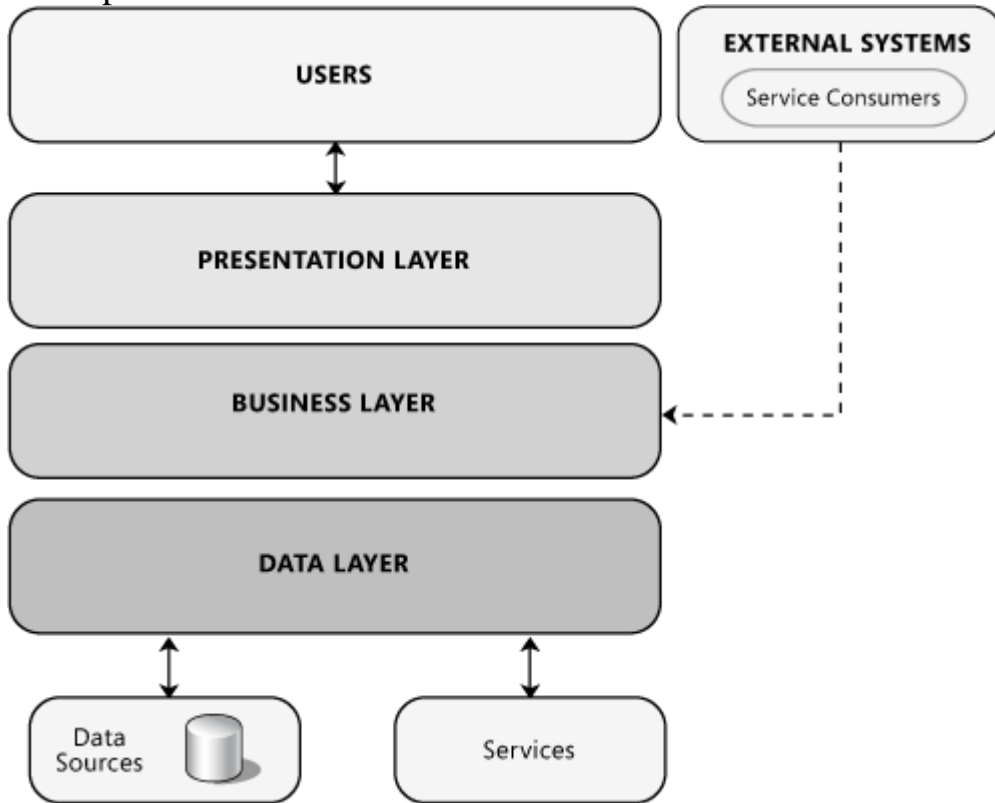 USERS
EXTERNAL SYSTEMS
Service Consumers
PRESENTATION LAYER
BUSINESS LAYER
DATA LAYER
Data
Sources
Services